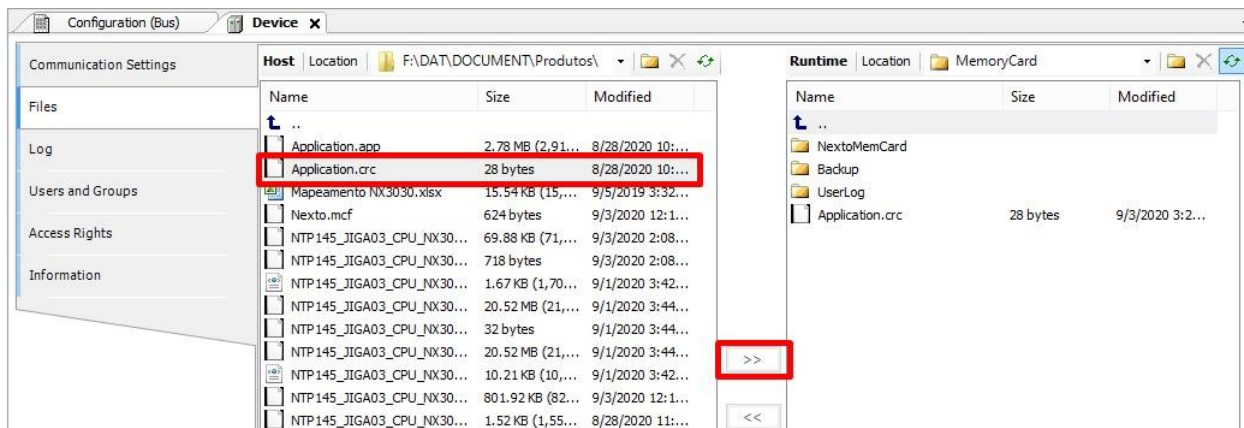 Configuration (Bus) Device X
Communication Settings
Files
Log
Users and Groups
Access Rights
Information
Host Location F:\DAT\DOCUMENT\Produtos\
Name Size Modified
..
Application.app 2.78 MB (2,91... 8/28/2020 10:...
Application.crc 28 bytes 8/28/2020 10:...
Mapeamento NX3030.xlsx 15.54 KB (15,... 9/5/2019 3:32...
Nexto.mcf 624 bytes 9/3/2020 12:1...
NTP145_JIGA03_CPU_NX30... 69.88 KB (71,... 9/3/2020 2:08...
NTP145_JIGA03_CPU_NX30... 718 bytes 9/3/2020 2:08...
NTP145_JIGA03_CPU_NX30... 1.67 KB (1,70... 9/1/2020 3:42...
NTP145_JIGA03_CPU_NX30... 20.52 MB (21,... 9/1/2020 3:44...
NTP145_JIGA03_CPU_NX30... 32 bytes 9/1/2020 3:44...
NTP145_JIGA03_CPU_NX30... 20.52 MB (21,... 9/1/2020 3:44...
NTP145_JIGA03_CPU_NX30... 10.21 KB (10,... 9/1/2020 3:42...
NTP145_JIGA03_CPU_NX30... 801.92 KB (82... 9/3/2020 12:1...
NTP145_JIGA03_CPU_NX30... 1.52 KB (1,55... 8/28/2020 11:...
>>
<<
Runtime Location MemoryCard
Name Size Modified
..
NextoMemCard
Backup
UserLog
Application.crc 28 bytes 9/3/2020 3:2...